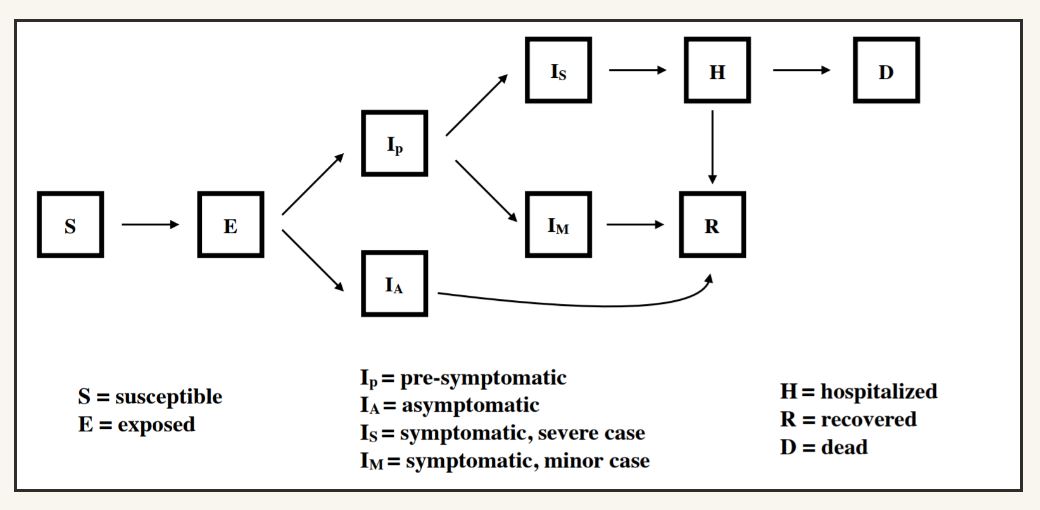 I_S
H
D
I_p
S
E
I_M
R
I_A
S = susceptible
E = exposed
I_p = pre-symptomatic
I_A = asymptomatic
I_S = symptomatic, severe case
I_M = symptomatic, minor case
H = hospitalized
R = recovered
D = dead